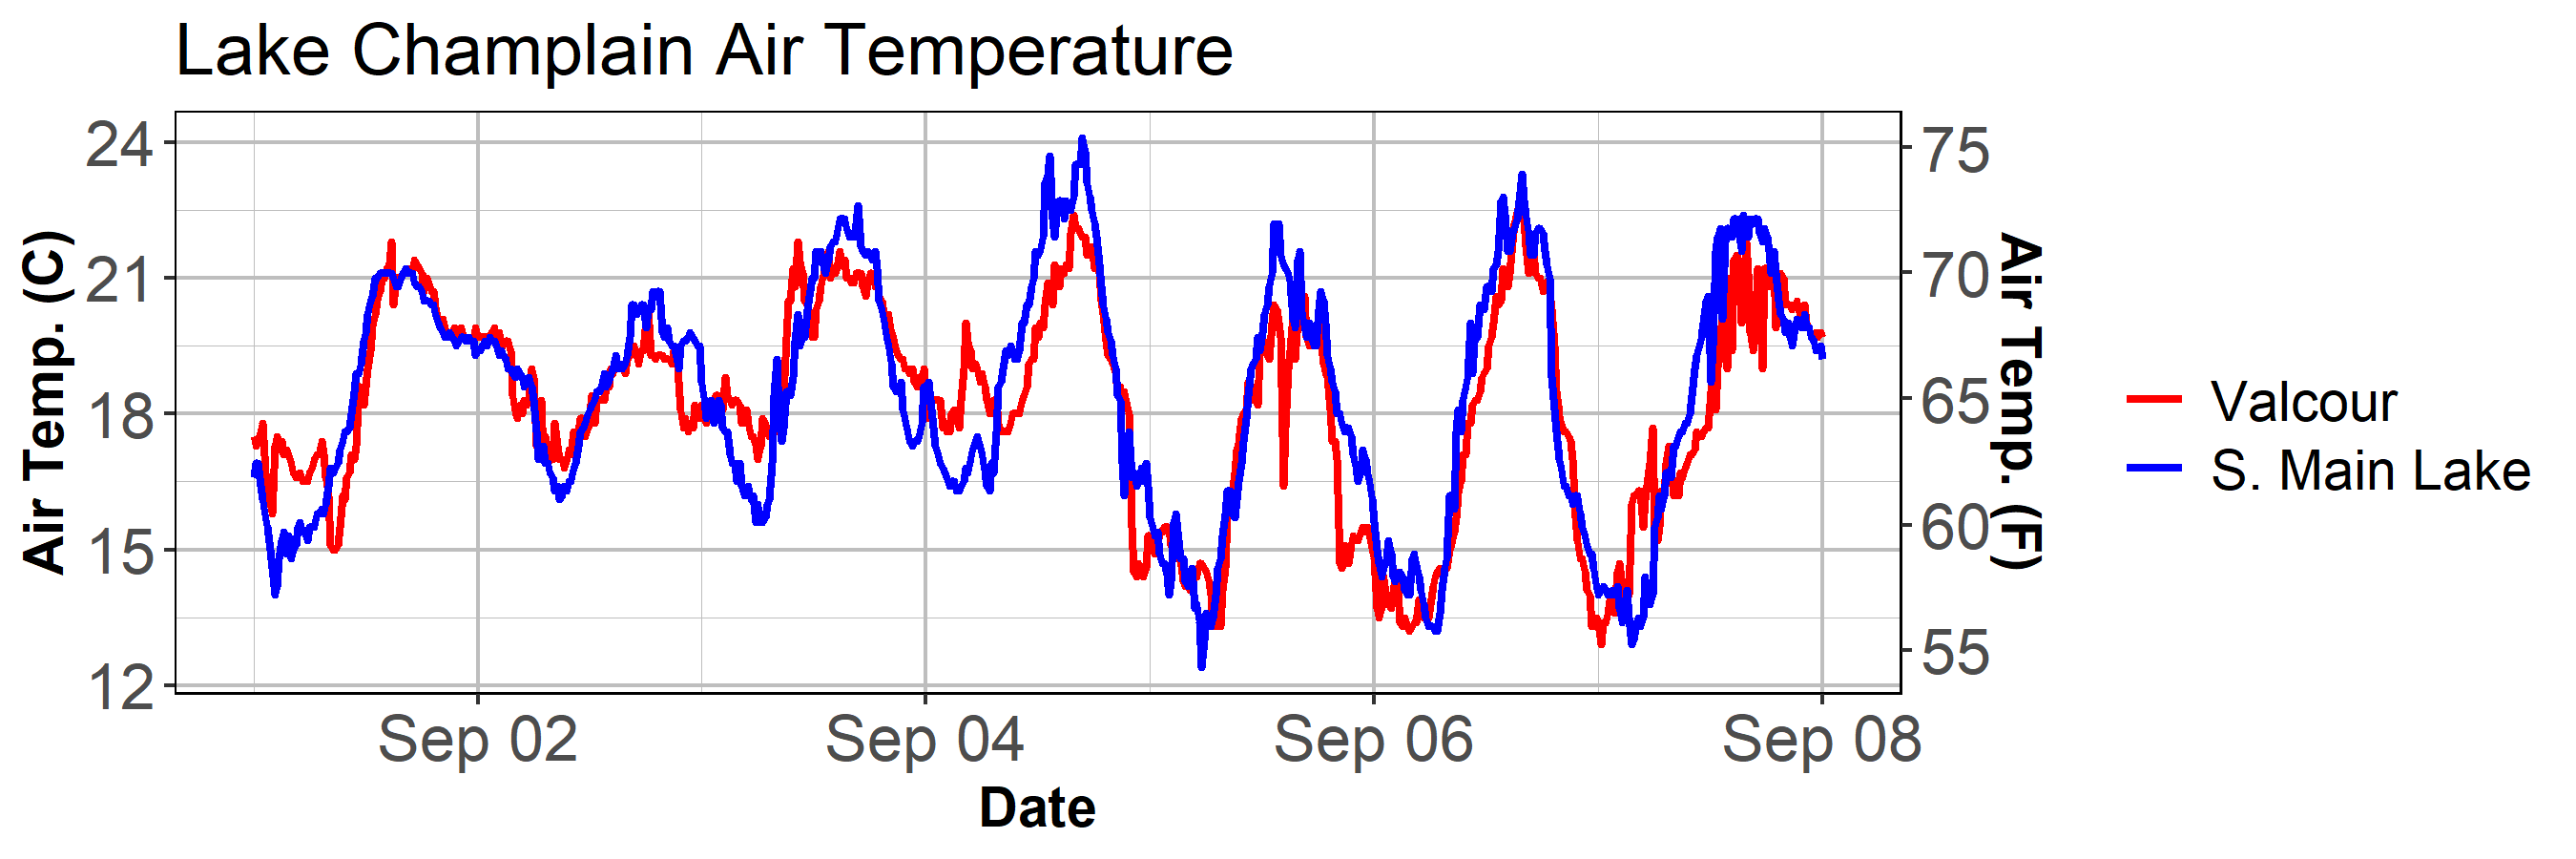 Lake Champlain Air Temperature
Air Temp. (C)
24
21
18
15
12
75
70
65
60
55
Air Temp. (F)
Sep 02
Sep 04
Sep 06
Sep 08
Date
Valcour
S. Main Lake